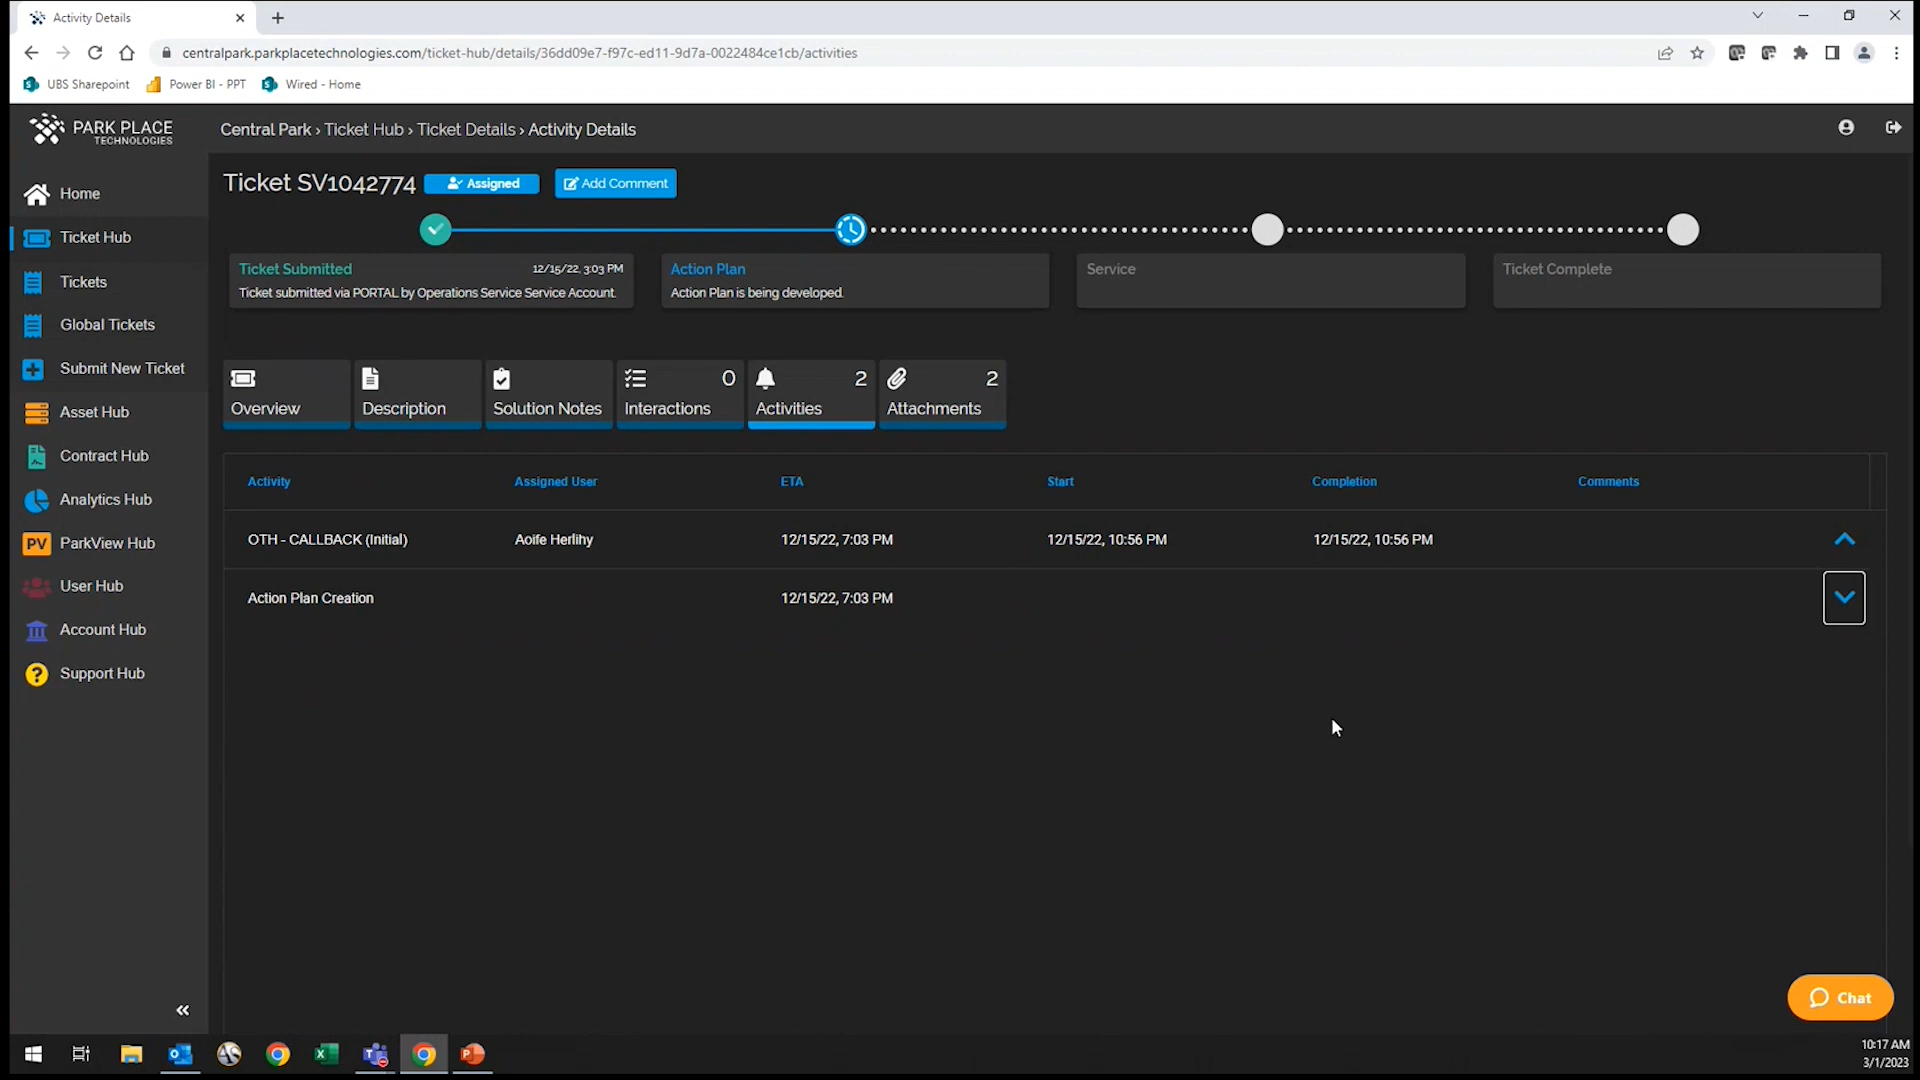 Activity Details
centralpark.parkplacetechnologies.com/ticket-hub/details/36dd09e7-f97c-ed11-9d7a-0022484ce1cb/activities
UBS Sharepoint Power BI - PPT Wired - Home
PARK PLACE
TECHNOLOGIES
Central Park › Ticket Hub › Ticket Details › Activity Details
Home
Ticket Hub
Tickets
Global Tickets
Submit New Ticket
Asset Hub
Contract Hub
Analytics Hub
PV ParkView Hub
User Hub
Account Hub
? Support Hub
Ticket SV1042774 Assigned Add Comment
Ticket Submitted 12/15/22, 3:03 PM
Ticket submitted via PORTAL by Operations Service Service Account.
Action Plan
Action Plan is being developed.
Service
Ticket Complete
Overview
Description
Solution Notes
0
Interactions
2
Activities
2
Attachments
Activity Assigned User ETA Start Completion Comments
OTH - CALLBACK (Initial) Aoife Herlihy 12/15/22, 7:03 PM 12/15/22, 10:56 PM 12/15/22, 10:56 PM
Action Plan Creation 12/15/22, 7:03 PM
Chat
10:17 AM
3/1/2023